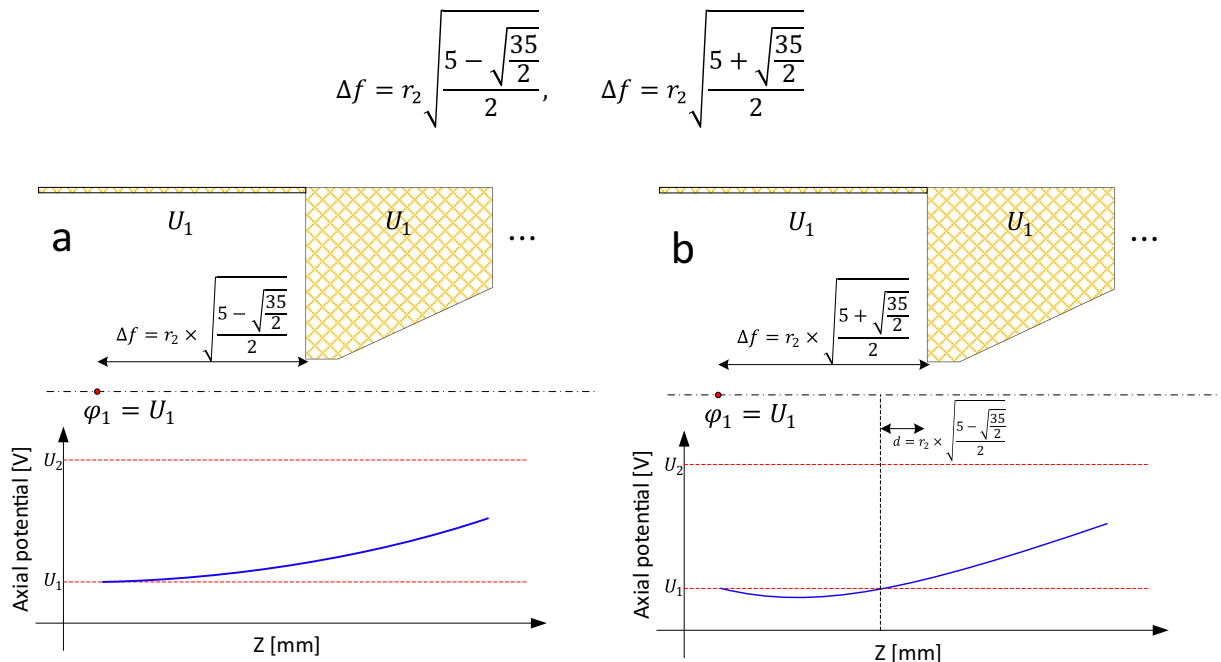 Δf = r₂√((5 − √(35/2))/2), Δf = r₂√((5 + √(35/2))/2)
a
U₁
U₁
...
Δf = r₂ × √((5 − √(35/2))/2)
φ₁ = U₁
Axial potential [V]
U₂
U₁
Z [mm]
b
U₁
U₁
...
Δf = r₂ × √((5 + √(35/2))/2)
φ₁ = U₁
d = r₂ × √((5 − √(35/2))/2)
Axial potential [V]
U₂
U₁
Z [mm]